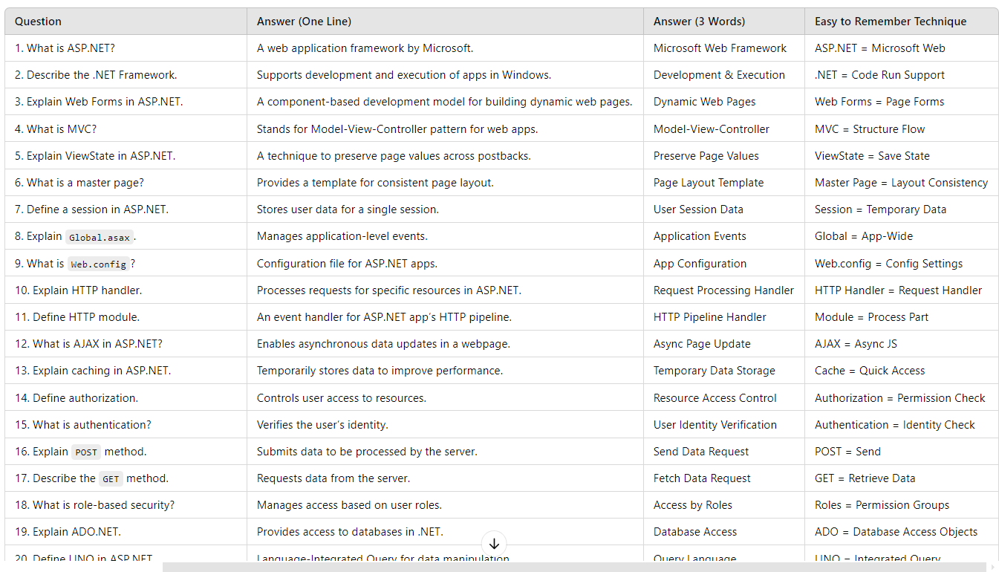 Question Answer (One Line) Answer (3 Words) Easy to Remember Technique
1. What is ASP.NET? A web application framework by Microsoft. Microsoft Web Framework ASP.NET = Microsoft Web
2. Describe the .NET Framework. Supports development and execution of apps in Windows. Development & Execution .NET = Code Run Support
3. Explain Web Forms in ASP.NET. A component-based development model for building dynamic web pages. Dynamic Web Pages Web Forms = Page Forms
4. What is MVC? Stands for Model-View-Controller pattern for web apps. Model-View-Controller MVC = Structure Flow
5. Explain ViewState in ASP.NET. A technique to preserve page values across postbacks. Preserve Page Values ViewState = Save State
6. What is a master page? Provides a template for consistent page layout. Page Layout Template Master Page = Layout Consistency
7. Define a session in ASP.NET. Stores user data for a single session. User Session Data Session = Temporary Data
8. Explain Global.asax. Manages application-level events. Application Events Global = App-Wide
9. What is Web.config? Configuration file for ASP.NET apps. App Configuration Web.config = Config Settings
10. Explain HTTP handler. Processes requests for specific resources in ASP.NET. Request Processing Handler HTTP Handler = Request Handler
11. Define HTTP module. An event handler for ASP.NET app's HTTP pipeline. HTTP Pipeline Handler Module = Process Part
12. What is AJAX in ASP.NET? Enables asynchronous data updates in a webpage. Async Page Update AJAX = Async JS
13. Explain caching in ASP.NET. Temporarily stores data to improve performance. Temporary Data Storage Cache = Quick Access
14. Define authorization. Controls user access to resources. Resource Access Control Authorization = Permission Check
15. What is authentication? Verifies the user's identity. User Identity Verification Authentication = Identity Check
16. Explain POST method. Submits data to be processed by the server. Send Data Request POST = Send
17. Describe the GET method. Requests data from the server. Fetch Data Request GET = Retrieve Data
18. What is role-based security? Manages access based on user roles. Access by Roles Roles = Permission Groups
19. Explain ADO.NET. Provides access to databases in .NET. Database Access ADO = Database Access Objects
20. Define LINQ in ASP.NET Language-Integrated Query for data manipulation Query Language LINQ = Integrated Query